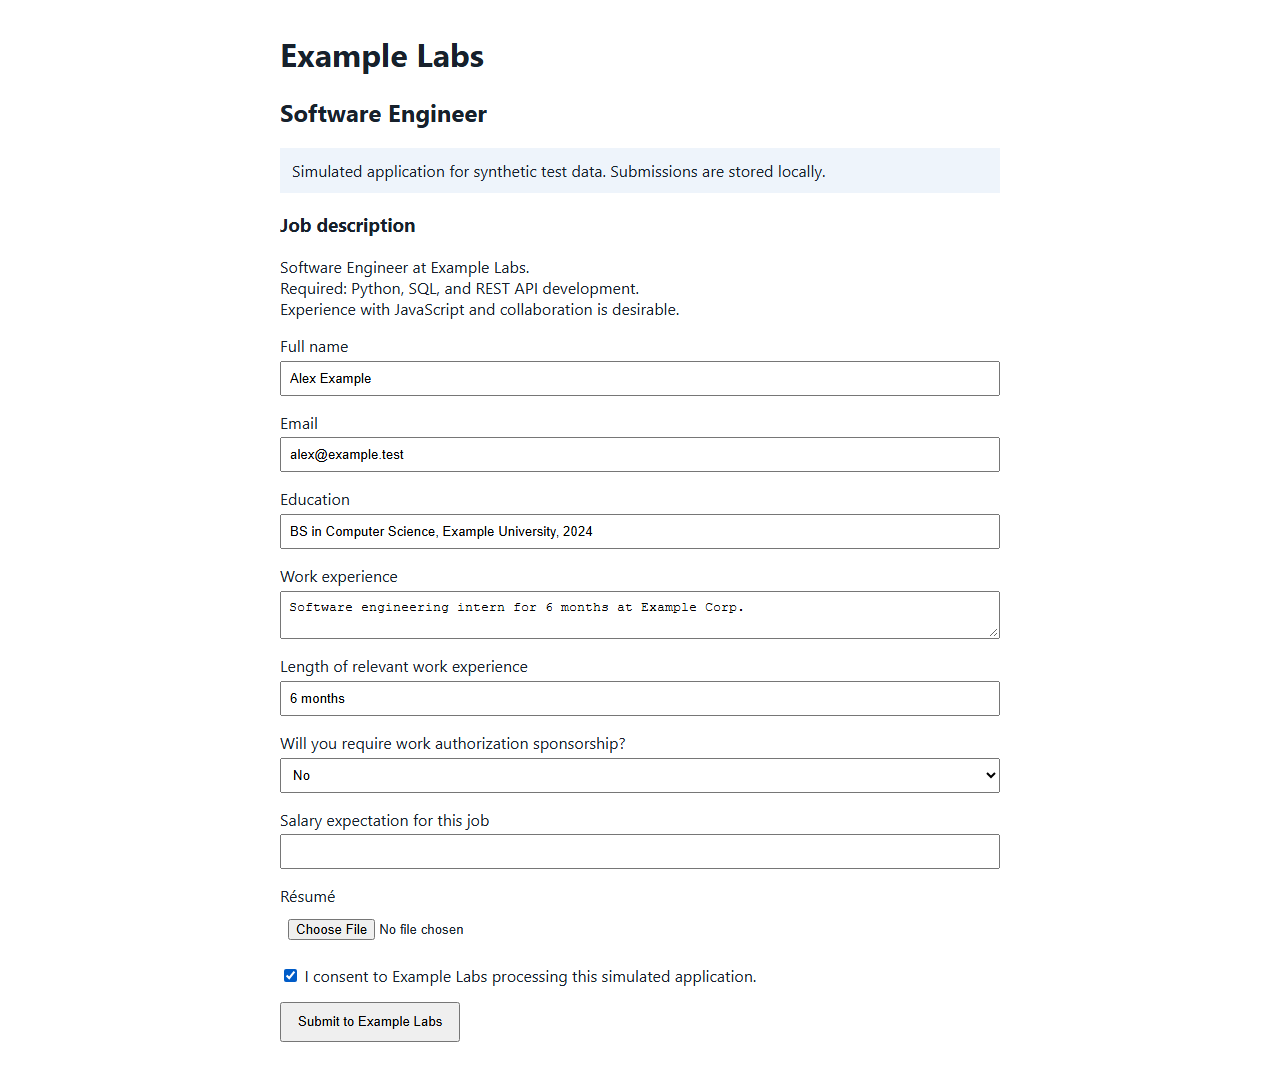 Example Labs
Software Engineer
Simulated application for synthetic test data. Submissions are stored locally.
Job description
Software Engineer at Example Labs.
Required: Python, SQL, and REST API development.
Experience with JavaScript and collaboration is desirable.
Full name
Alex Example
Email
alex@example.test
Education
BS in Computer Science, Example University, 2024
Work experience
Software engineering intern for 6 months at Example Corp.
Length of relevant work experience
6 months
Will you require work authorization sponsorship?
No
Salary expectation for this job
Résumé
Choose File No file chosen
I consent to Example Labs processing this simulated application.
Submit to Example Labs